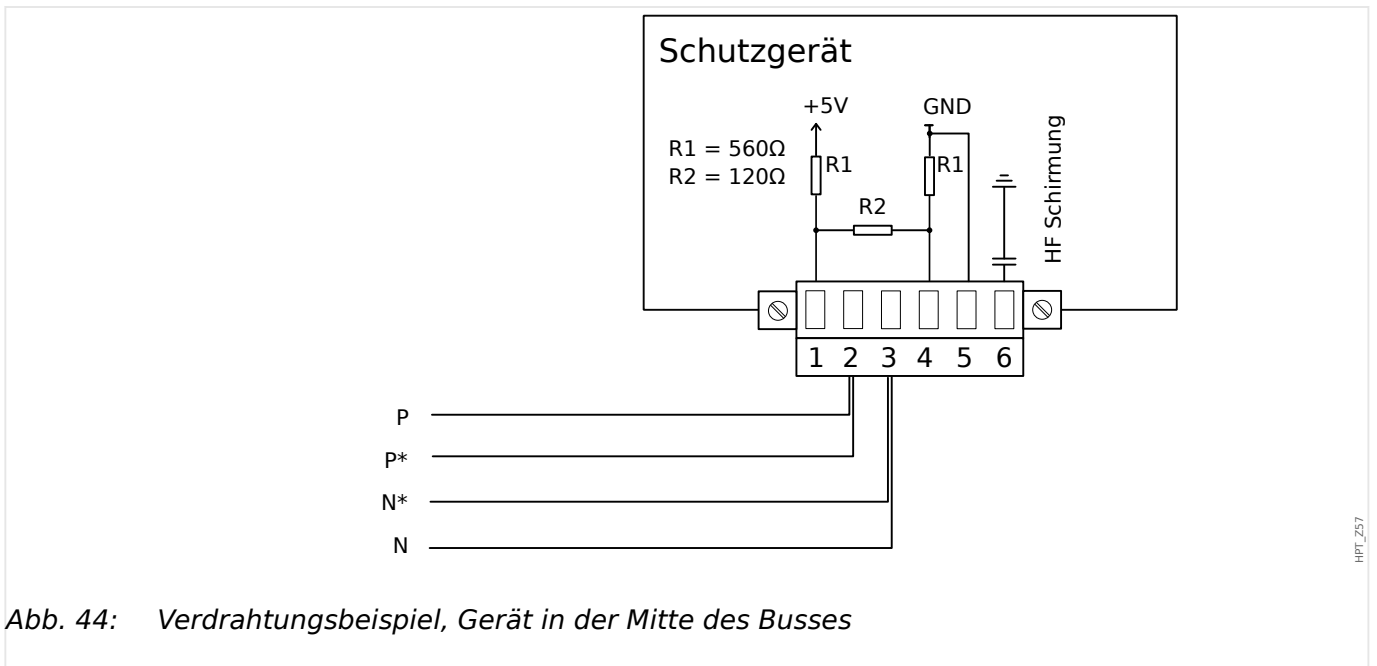 Schutzgerät
+5V
GND
R1 = 560Ω
R2 = 120Ω
R1
R1
R2
HF Schirmung
1 2 3 4 5 6
P
P*
N*
N
HPT_Z57
Abb. 44: Verdrahtungsbeispiel, Gerät in der Mitte des Busses